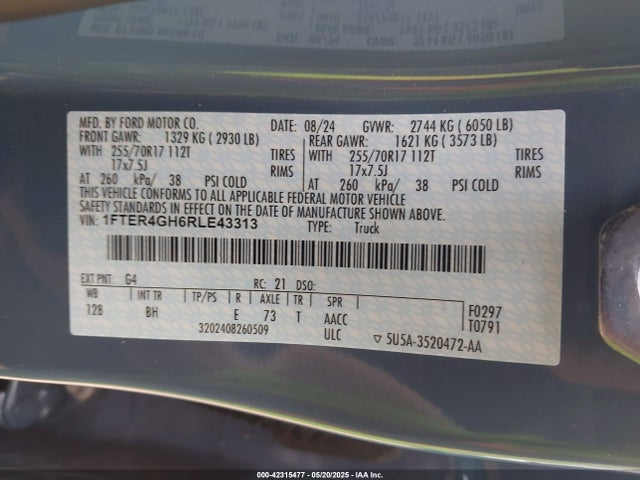 MFD. BY FORD MOTOR CO. DATE: 08/24 GVWR: 2744 KG ( 6050 LB)
FRONT GAWR: 1329 KG ( 2930 LB) REAR GAWR: 1621 KG ( 3573 LB)
WITH 255/70R17 112T TIRES WITH 255/70R17 112T TIRES
17x7.5J RIMS 17x7.5J RIMS
AT 260 kPa/ 38 PSI COLD AT 260 kPa/ 38 PSI COLD
THIS VEHICLE CONFORMS TO ALL APPLICABLE FEDERAL MOTOR VEHICLE
SAFETY STANDARDS IN EFFECT ON THE DATE OF MANUFACTURE SHOWN ABOVE.
VIN: 1FTER4GH6RLE43313 TYPE: Truck
EXT PNT: G4 RC: 21 DSO:
WB INT TR TP/PS R AXLE TR SPR F0297
128 BH E 73 T AACC T0791
3202408260509 ULC ▽ 5U5A-3S20472-AA
000-42315477 — 05/20/2025 — IAA Inc.